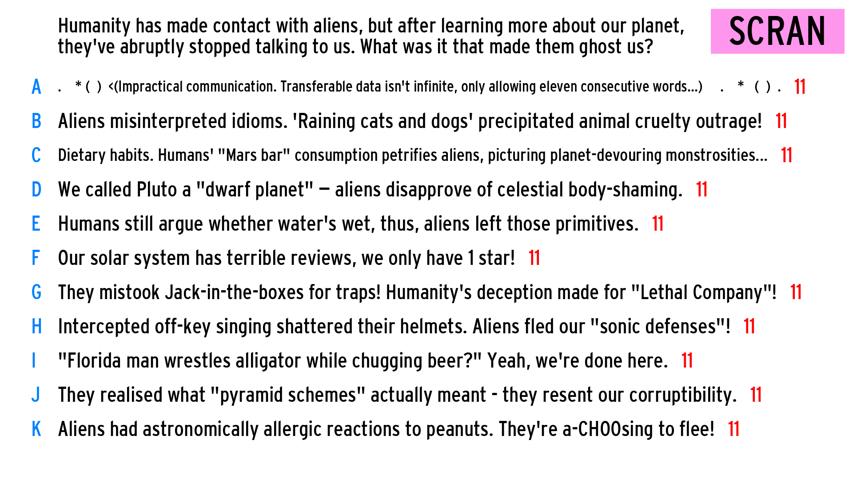 Humanity has made contact with aliens, but after learning more about our planet,
they've abruptly stopped talking to us. What was it that made them ghost us?
SCRAN
A . *( ) <(Impractical communication. Transferable data isn't infinite, only allowing eleven consecutive words...) . * ( ) . 11
B Aliens misinterpreted idioms. 'Raining cats and dogs' precipitated animal cruelty outrage! 11
C Dietary habits. Humans' "Mars bar" consumption petrifies aliens, picturing planet-devouring monstrosities... 11
D We called Pluto a "dwarf planet" – aliens disapprove of celestial body-shaming. 11
E Humans still argue whether water's wet, thus, aliens left those primitives. 11
F Our solar system has terrible reviews, we only have 1 star! 11
G They mistook Jack-in-the-boxes for traps! Humanity's deception made for "Lethal Company"! 11
H Intercepted off-key singing shattered their helmets. Aliens fled our "sonic defenses"! 11
I "Florida man wrestles alligator while chugging beer?" Yeah, we're done here. 11
J They realised what "pyramid schemes" actually meant - they resent our corruptibility. 11
K Aliens had astronomically allergic reactions to peanuts. They're a-CHOOsing to flee! 11